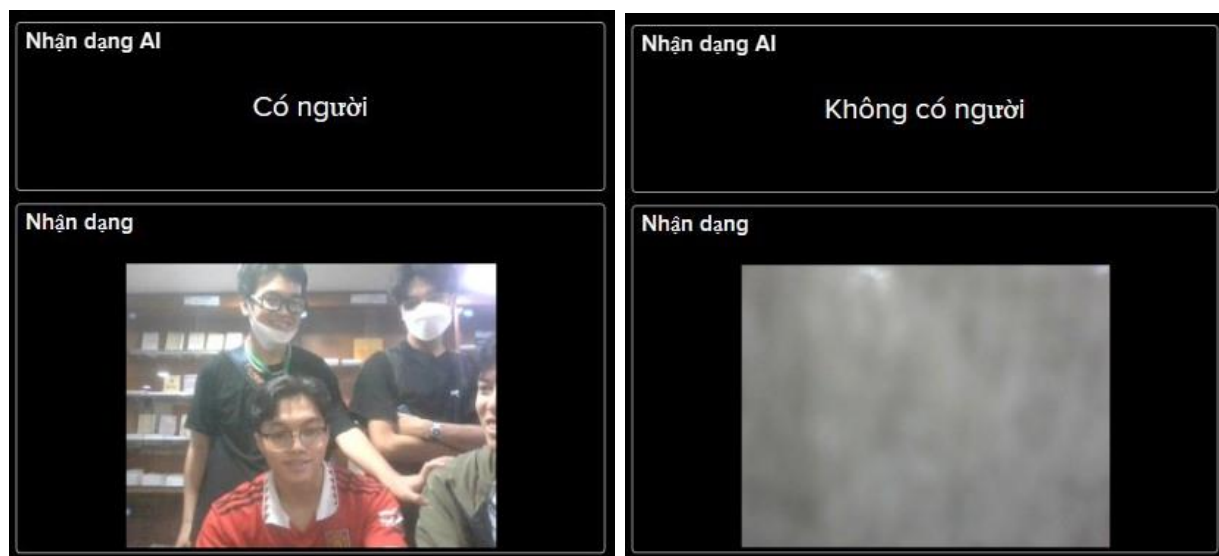 Nhận dạng AI
Có người
Nhận dạng
Nhận dạng AI
Không có người
Nhận dạng